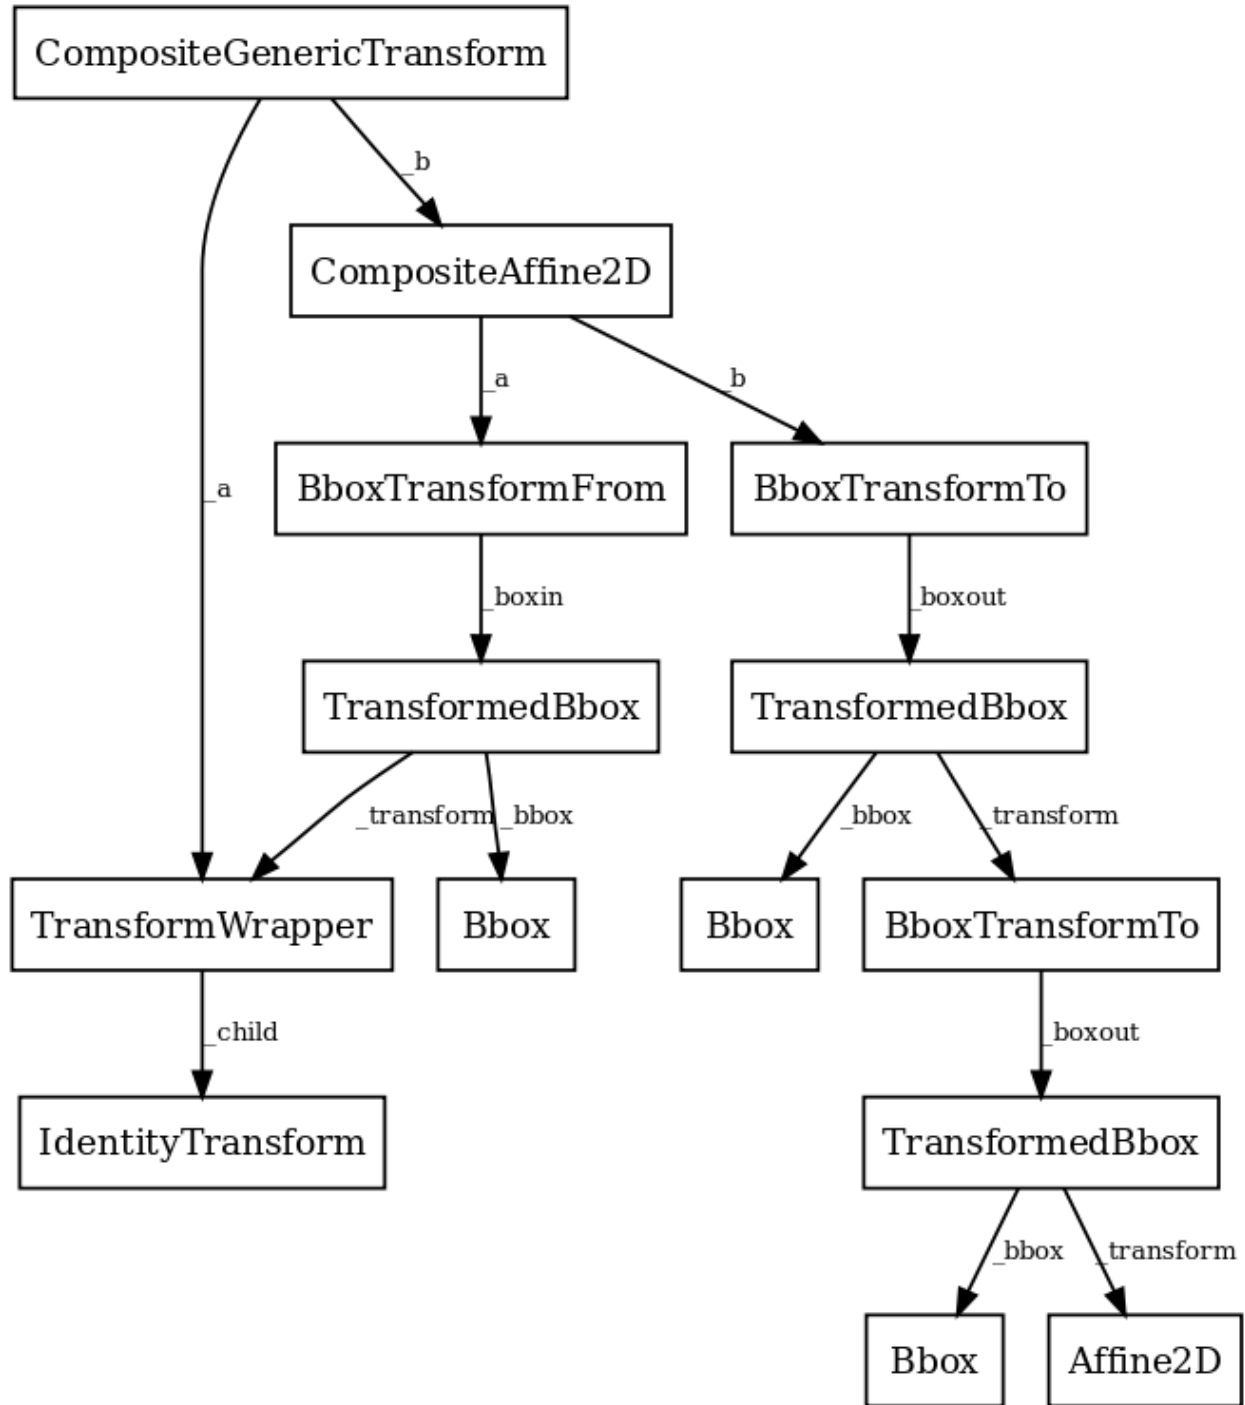 CompositeGenericTransform
_b
CompositeAffine2D
_a
_b
_a
BboxTransformFrom
BboxTransformTo
_boxin
_boxout
TransformedBbox
TransformedBbox
_transform
_bbox
_bbox
_transform
TransformWrapper
Bbox
Bbox
BboxTransformTo
_child
_boxout
IdentityTransform
TransformedBbox
_bbox
_transform
Bbox
Affine2D